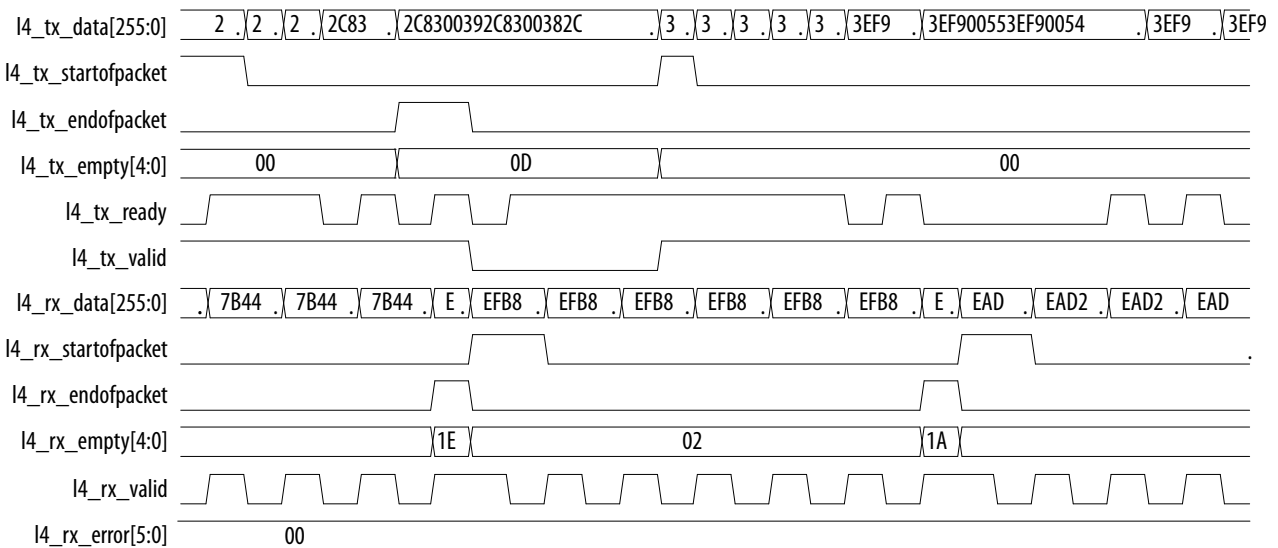 l4_tx_data[255:0] 2 . 2 . 2 . 2C83 . 2C8300392C8300382C . 3 . 3 . 3 . 3 . 3 . 3EF9 . 3EF900553EF90054 . 3EF9 . 3EF9
l4_tx_startofpacket
l4_tx_endofpacket
l4_tx_empty[4:0] 00 0D 00
l4_tx_ready
l4_tx_valid
l4_rx_data[255:0] . 7B44 . 7B44 . 7B44 . E . EFB8 . EFB8 . EFB8 . EFB8 . EFB8 . EFB8 . E . EAD . EAD2 . EAD2 . EAD
l4_rx_startofpacket .
l4_rx_endofpacket
l4_rx_empty[4:0] 1E 02 1A
l4_rx_valid
l4_rx_error[5:0] 00